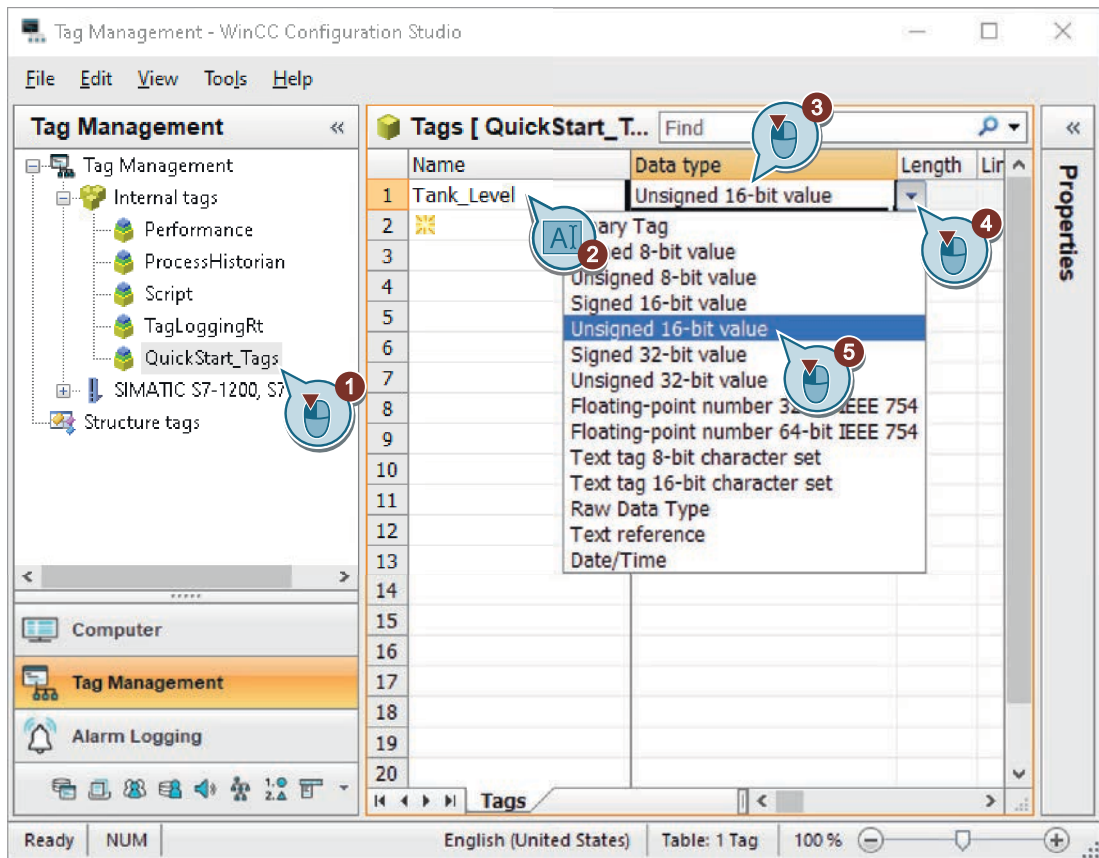 Tag Management - WinCC Configuration Studio
File Edit View Tools Help
Tag Management «
Tag Management
Internal tags
Performance
ProcessHistorian
Script
TagLoggingRt
QuickStart_Tags
SIMATIC S7-1200, S7
Structure tags
1
Computer
Tag Management
Alarm Logging
Tags [ QuickStart_T... Find
3
Name Data type Length Lin
1 Tank_Level Unsigned 16-bit value
2
3
4
5
6
7
8
9
10
11
12
13
14
15
16
17
18
19
20
A
2
4
Tag
8-bit value
Unsigned 8-bit value
Signed 16-bit value
Unsigned 16-bit value
Signed 32-bit value
Unsigned 32-bit value
Floating-point number IEEE 754
Floating-point number 64-bit IEEE 754
Text tag 8-bit character set
Text tag 16-bit character set
Raw Data Type
Text reference
Date/Time
5
Tags
«
Properties
Ready NUM English (United States) Table: 1 Tag 100 %